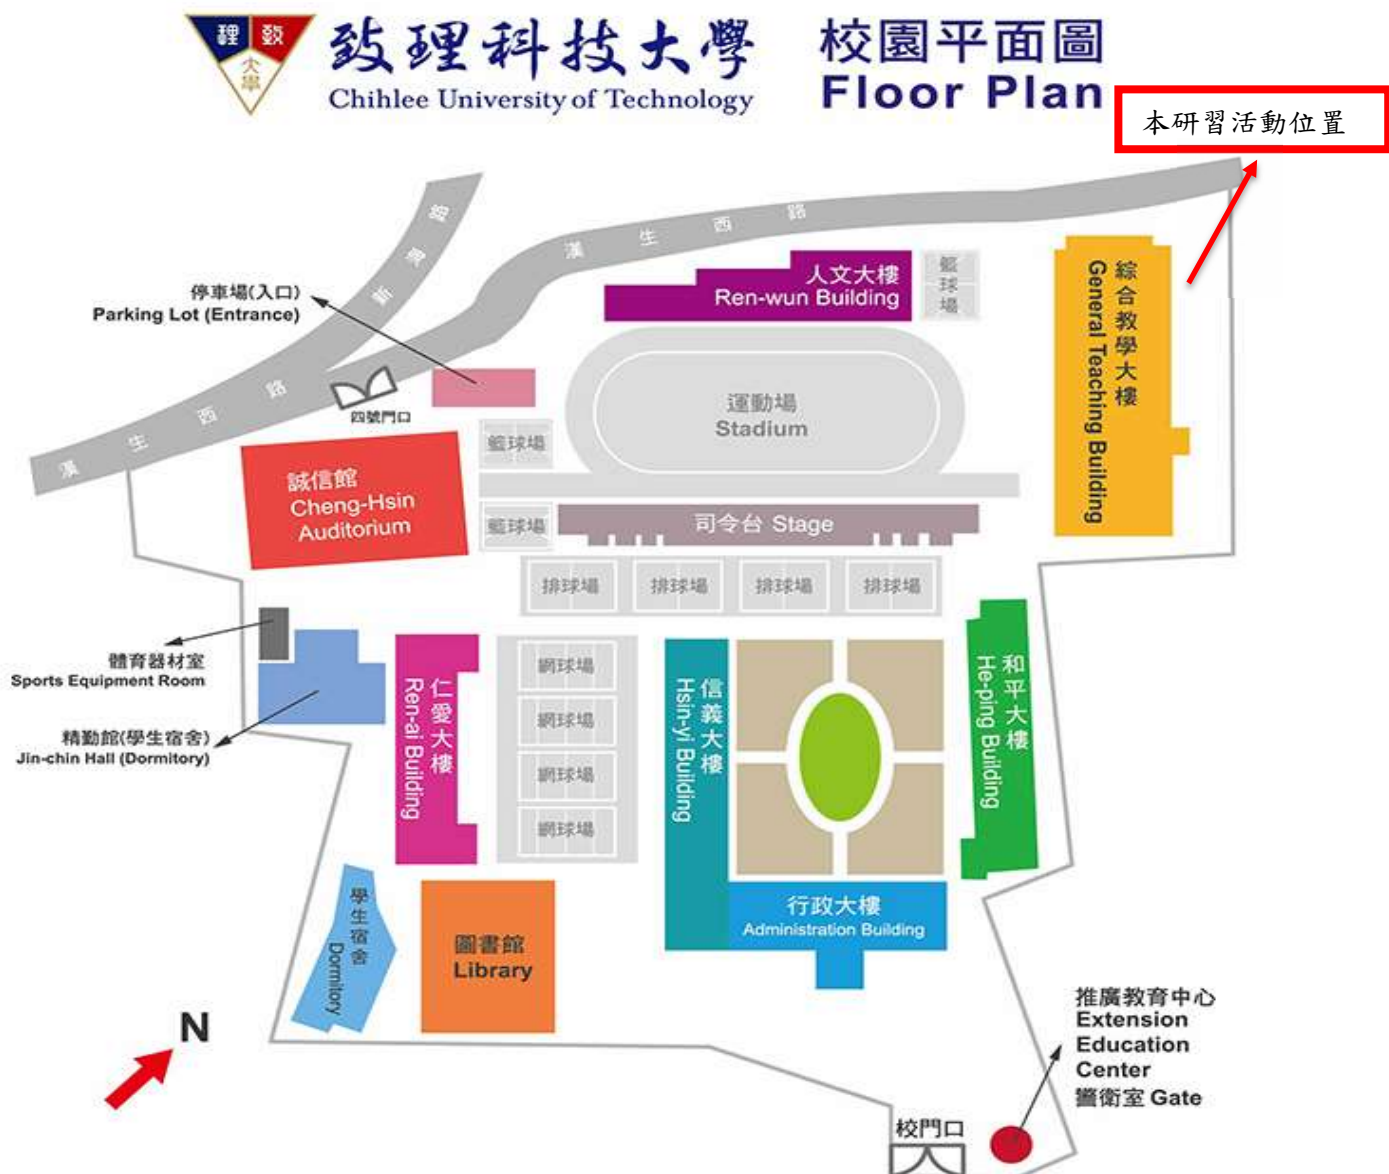 理 致
大學
致理科技大學
Chihlee University of Technology
校園平面圖
Floor Plan
本研習活動位置
新灣路
漢生西路
漢生西路
停車場(入口)
Parking Lot (Entrance)
四號門口
人文大樓
Ren-wun Building
籃球場
綜合教學大樓
General Teaching Building
運動場
Stadium
籃球場
誠信館
Cheng-Hsin
Auditorium
籃球場
司令台 Stage
排球場
排球場
排球場
排球場
體育器材室
Sports Equipment Room
精勤館(學生宿舍)
Jin-chin Hall (Dormitory)
仁愛大樓
Ren-ai Building
網球場
網球場
網球場
網球場
信義大樓
Hsin-yi Building
和平大樓
He-ping Building
學生宿舍
Dormitory
圖書館
Library
行政大樓
Administration Building
N
推廣教育中心
Extension
Education
Center
警衛室 Gate
校門口